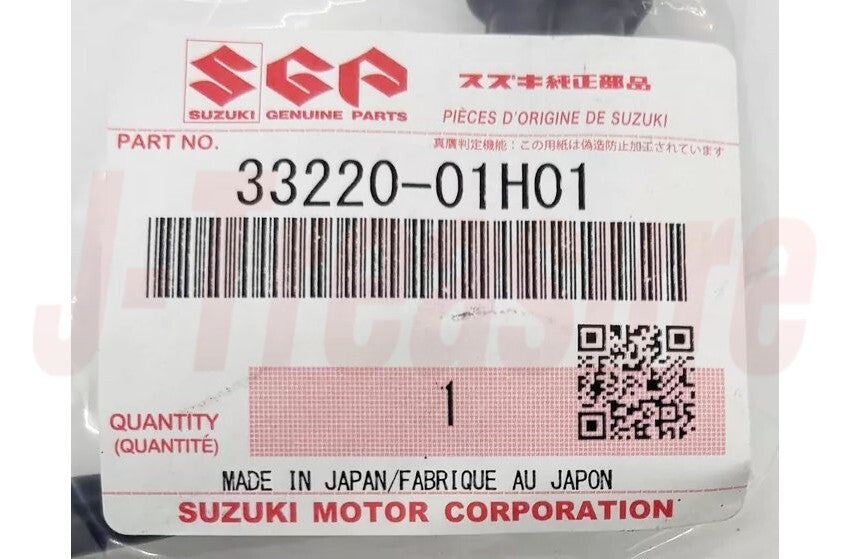 SGP スズキ純正部品
SUZUKI GENUINE PARTS PIÈCES D'ORIGINE DE SUZUKI
PART NO. 真贋判定機能：この用紙は偽造防止加工されています
33220-01H01
J-Treasure
1
QUANTITY
(QUANTITÉ)
MADE IN JAPAN/FABRIQUE AU JAPON
SUZUKI MOTOR CORPORATION